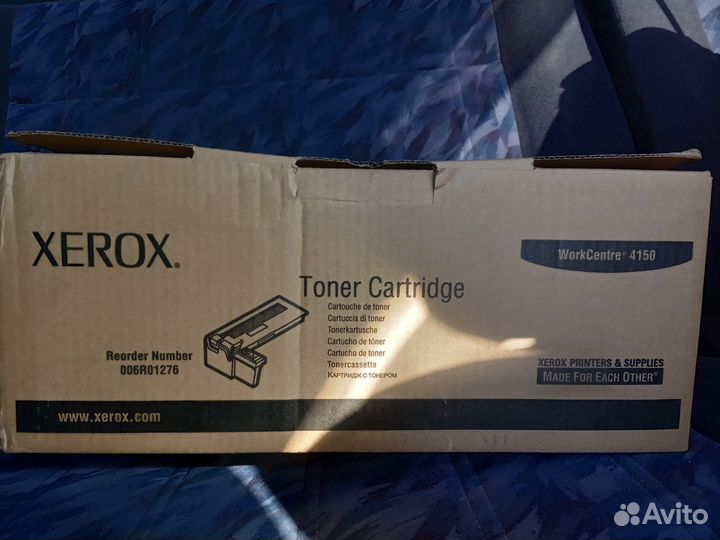 XEROX.
WorkCentre® 4150
Toner Cartridge
Cartouche de toner
Cartuccia di toner
Tonerkartusche
Cartucho de tóner
Cartucho de toner
Tonercassette
КАРТРИДЖ С ТОНЕРОМ
Reorder Number
006R01276
XEROX PRINTERS & SUPPLIES
MADE FOR EACH OTHER®
www.xerox.com
Avito